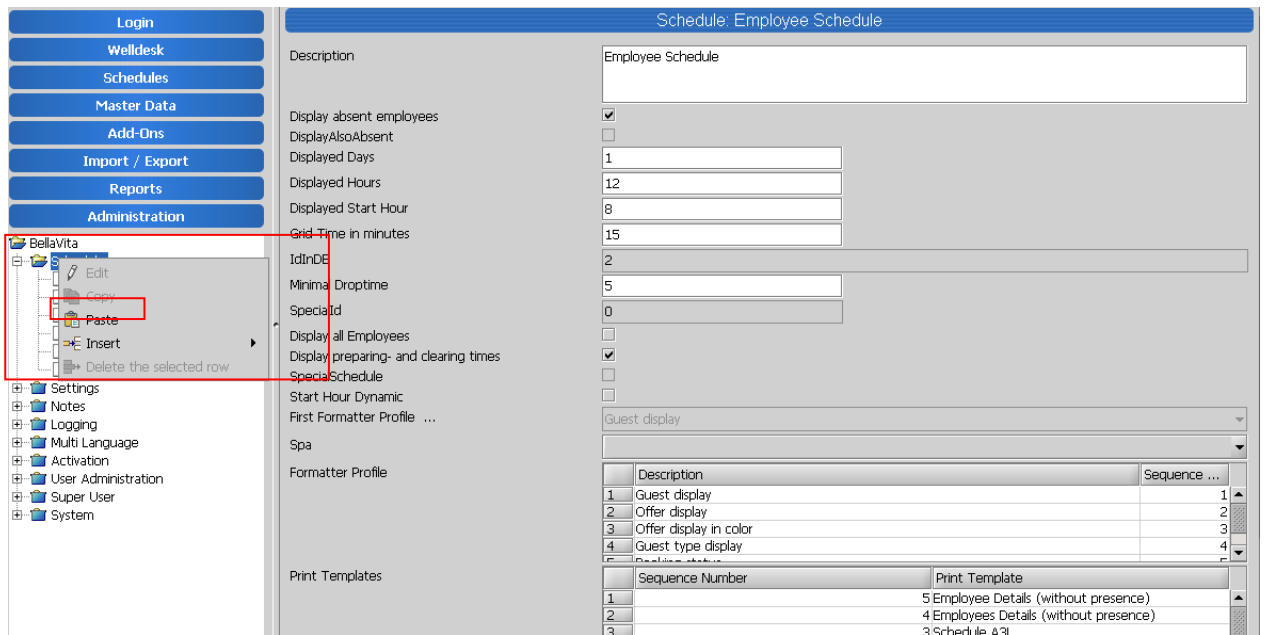 Login
Welldesk
Schedules
Master Data
Add-Ons
Import / Export
Reports
Administration
BellaVita
Edit
Copy
Paste
Insert
Delete the selected row
Settings
Notes
Logging
Multi Language
Activation
User Administration
Super User
System
Schedule: Employee Schedule
Description Employee Schedule
Display absent employees
DisplayAlsoAbsent
Displayed Days 1
Displayed Hours 12
Displayed Start Hour 8
Grid Time in minutes 15
IdInDB 2
Minimal Droptime 5
SpecialId 0
Display all Employees
Display preparing- and clearing times
SpecialSchedule
Start Hour Dynamic
First Formatter Profile ... Guest display
Spa
Formatter Profile
Description Sequence ...
1 Guest display 1
2 Offer display 2
3 Offer display in color 3
4 Guest type display 4
Print Templates
Sequence Number Print Template
1 5 Employee Details (without presence)
2 4 Employees Details (without presence)
3 3 Schedule A3L